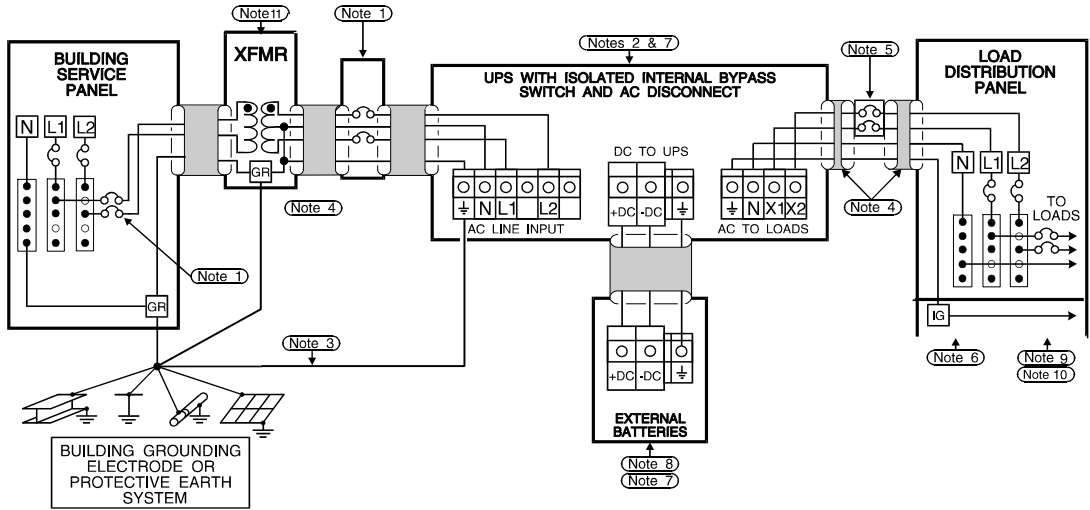 Note11
Note 1
Notes 2 & 7
Note 5
BUILDING
SERVICE
PANEL
XFMR
UPS WITH ISOLATED INTERNAL BYPASS
SWITCH AND AC DISCONNECT
LOAD
DISTRIBUTION
PANEL
N L1 L2
GR
Note 4
Note 1
GR
N L1 L2
AC LINE INPUT
DC TO UPS
+DC -DC
N X1 X2
AC TO LOADS
Note 4
N L1 L2
TO
LOADS
IG
Note 3
Note 6
Note 9
Note 10
+DC -DC
EXTERNAL
BATTERIES
Note 8
Note 7
BUILDING GROUNDING
ELECTRODE OR
PROTECTIVE EARTH
SYSTEM